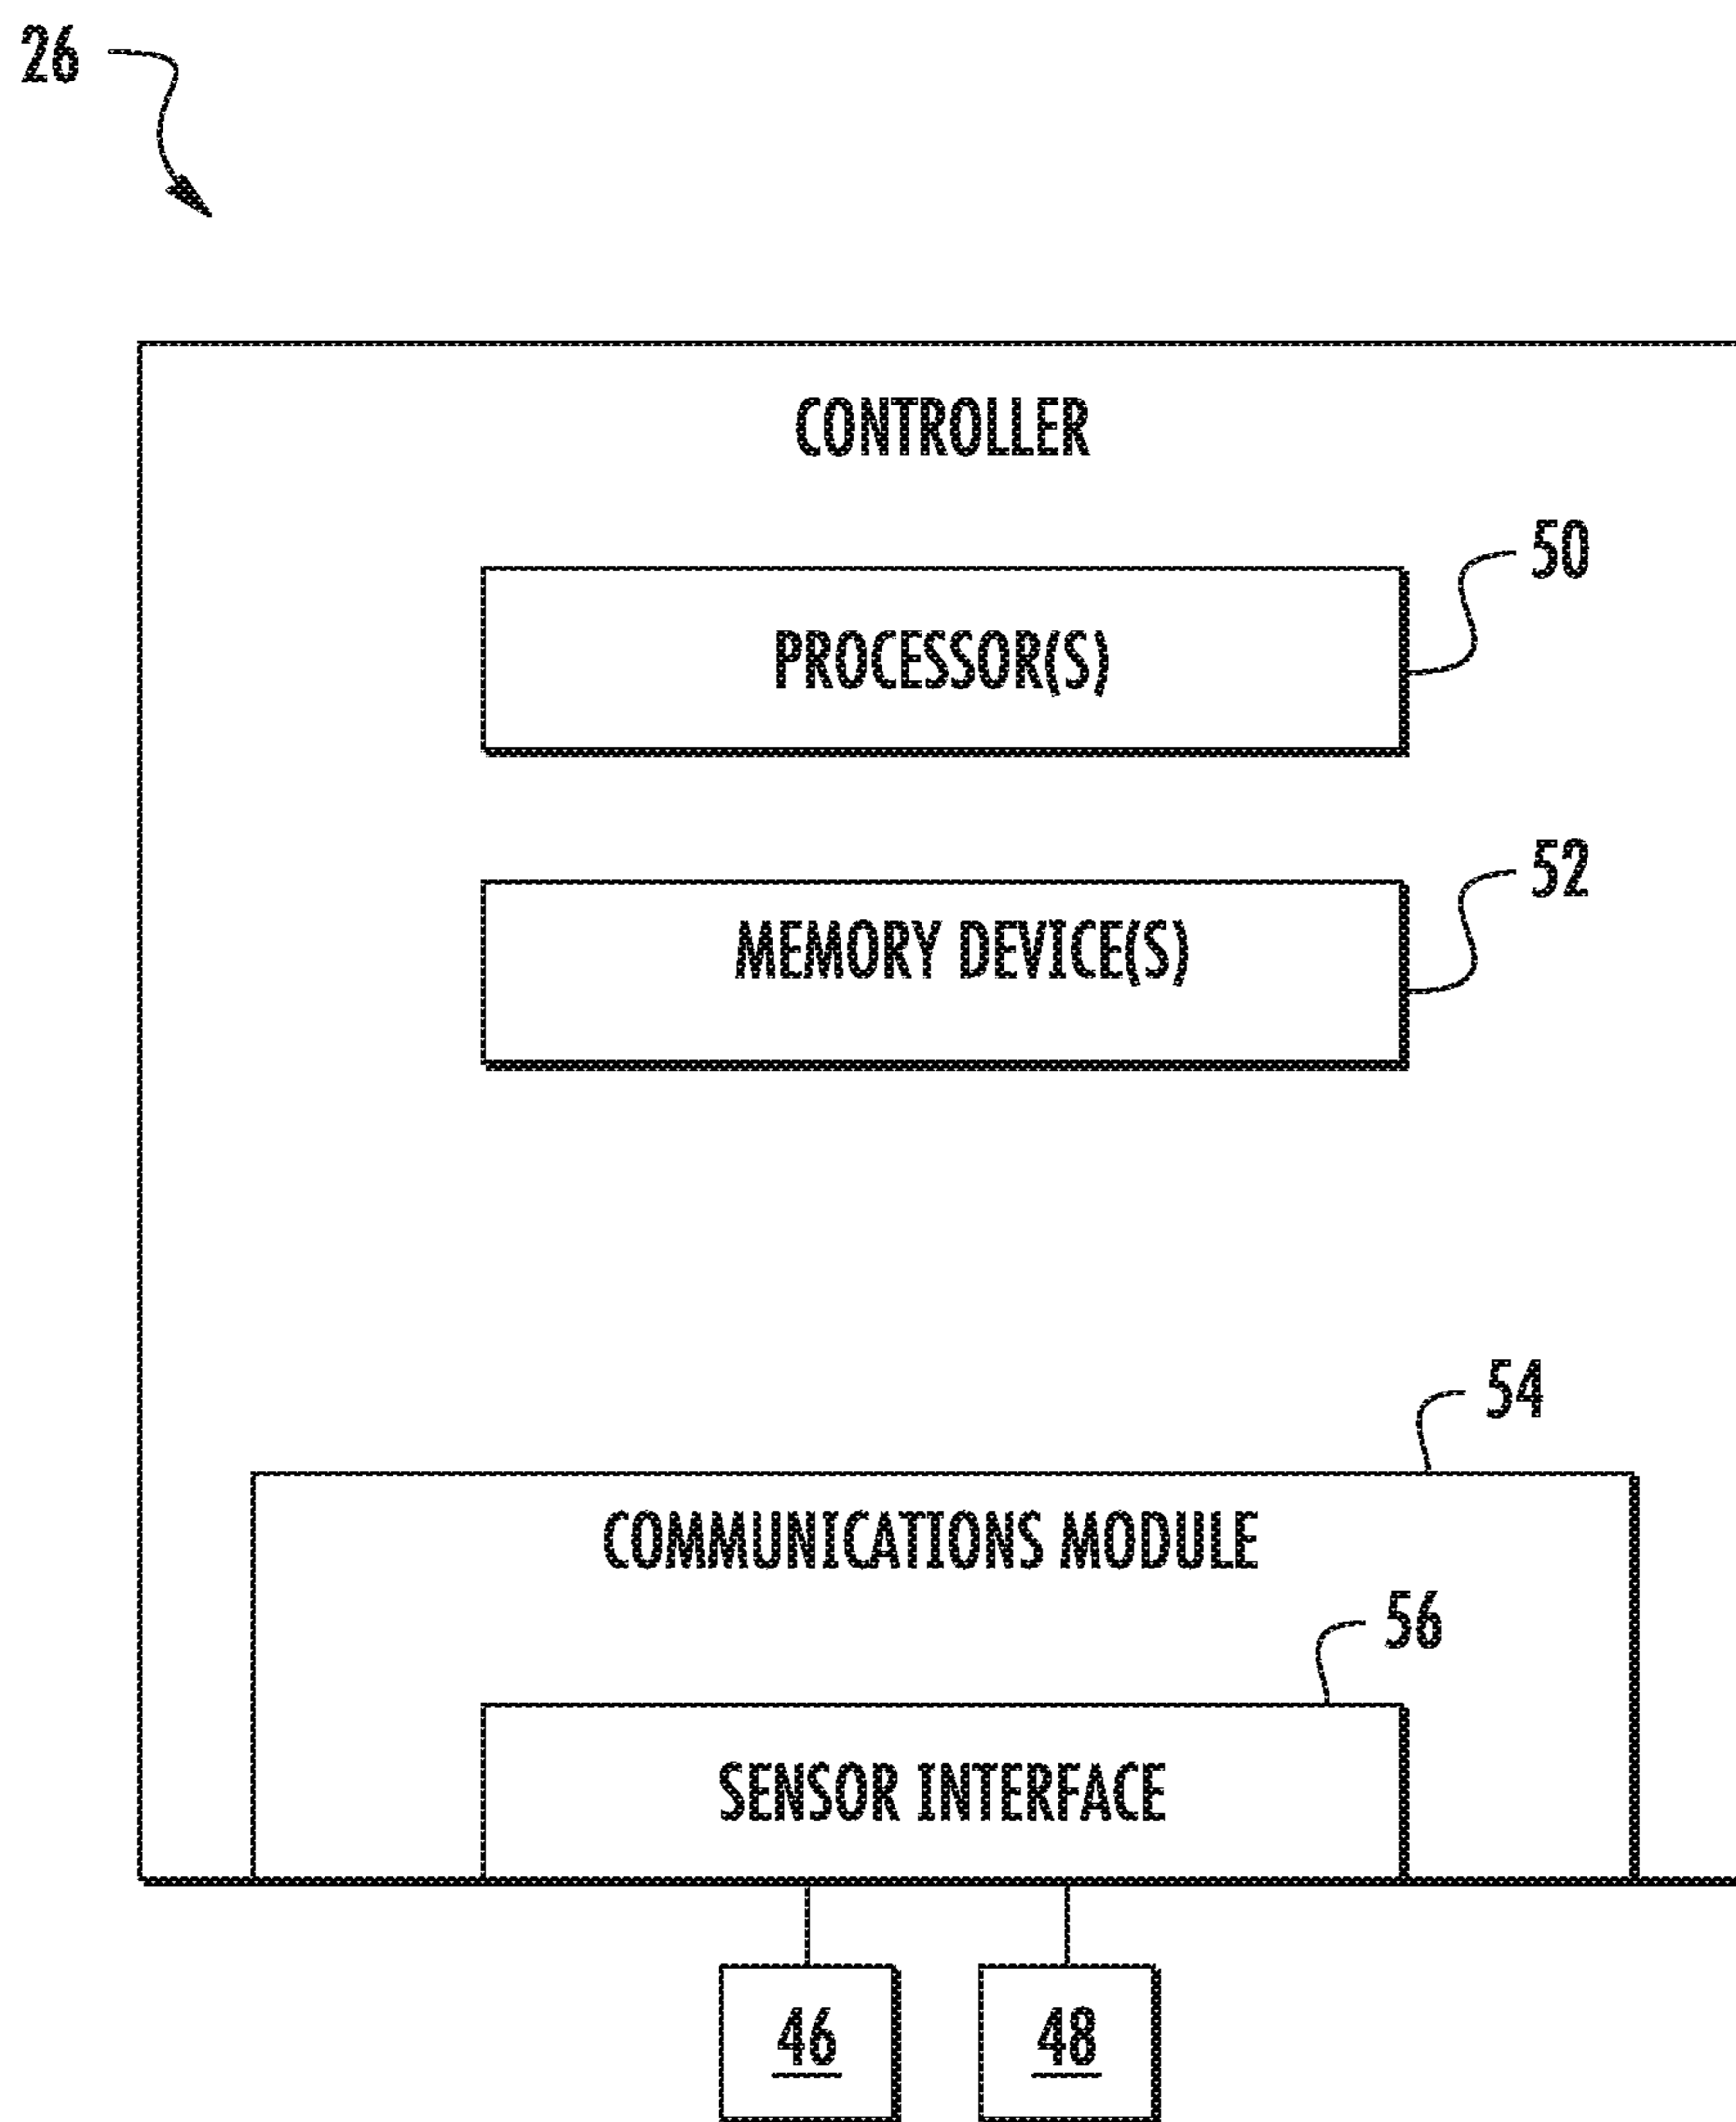 26
CONTROLLER
50
PROCESSOR(S)
52
MEMORY DEVICE(S)
54
COMMUNICATIONS MODULE
56
SENSOR INTERFACE
46 48